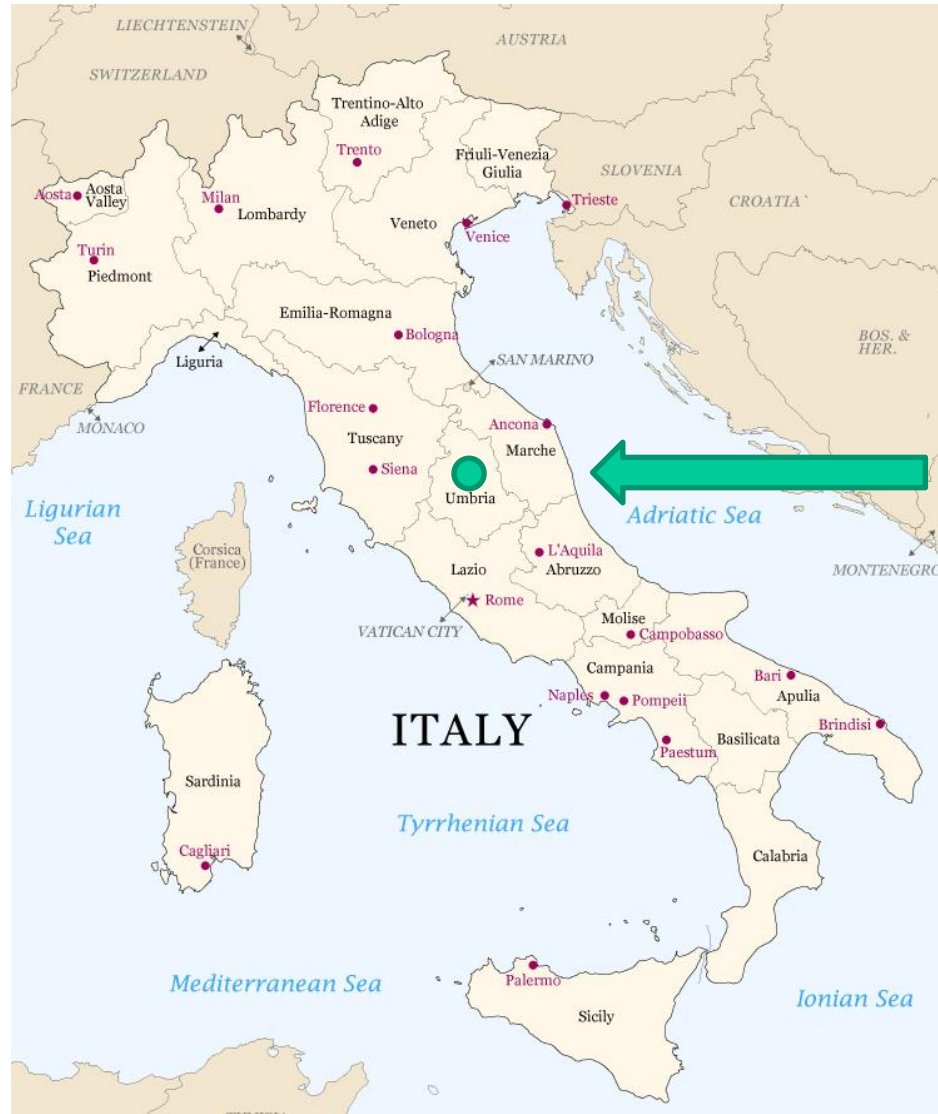 LIECHTENSTEIN
AUSTRIA
SWITZERLAND
Trentino-Alto
Adige
Trento
Friuli-Venezia
Giulia
SLOVENIA
Aosta
Aosta
Valley
Milan
Lombardy
Veneto
Venice
Trieste
CROATIA
Turin
Piedmont
Emilia-Romagna
Bologna
BOS. &
HER.
Liguria
SAN MARINO
FRANCE
MONACO
Florence
Tuscany
Ancona
Marche
Siena
Umbria
Ligurian
Sea
Adriatic Sea
Corsica
(France)
L'Aquila
Abruzzo
MONTENEGRO
Lazio
Rome
VATICAN CITY
Molise
Campobasso
Campania
Bari
Apulia
Naples
Pompeii
Brindisi
ITALY
Paestum
Basilicata
Sardinia
Tyrrhenian Sea
Cagliari
Calabria
Mediterranean Sea
Palermo
Ionian Sea
Sicily